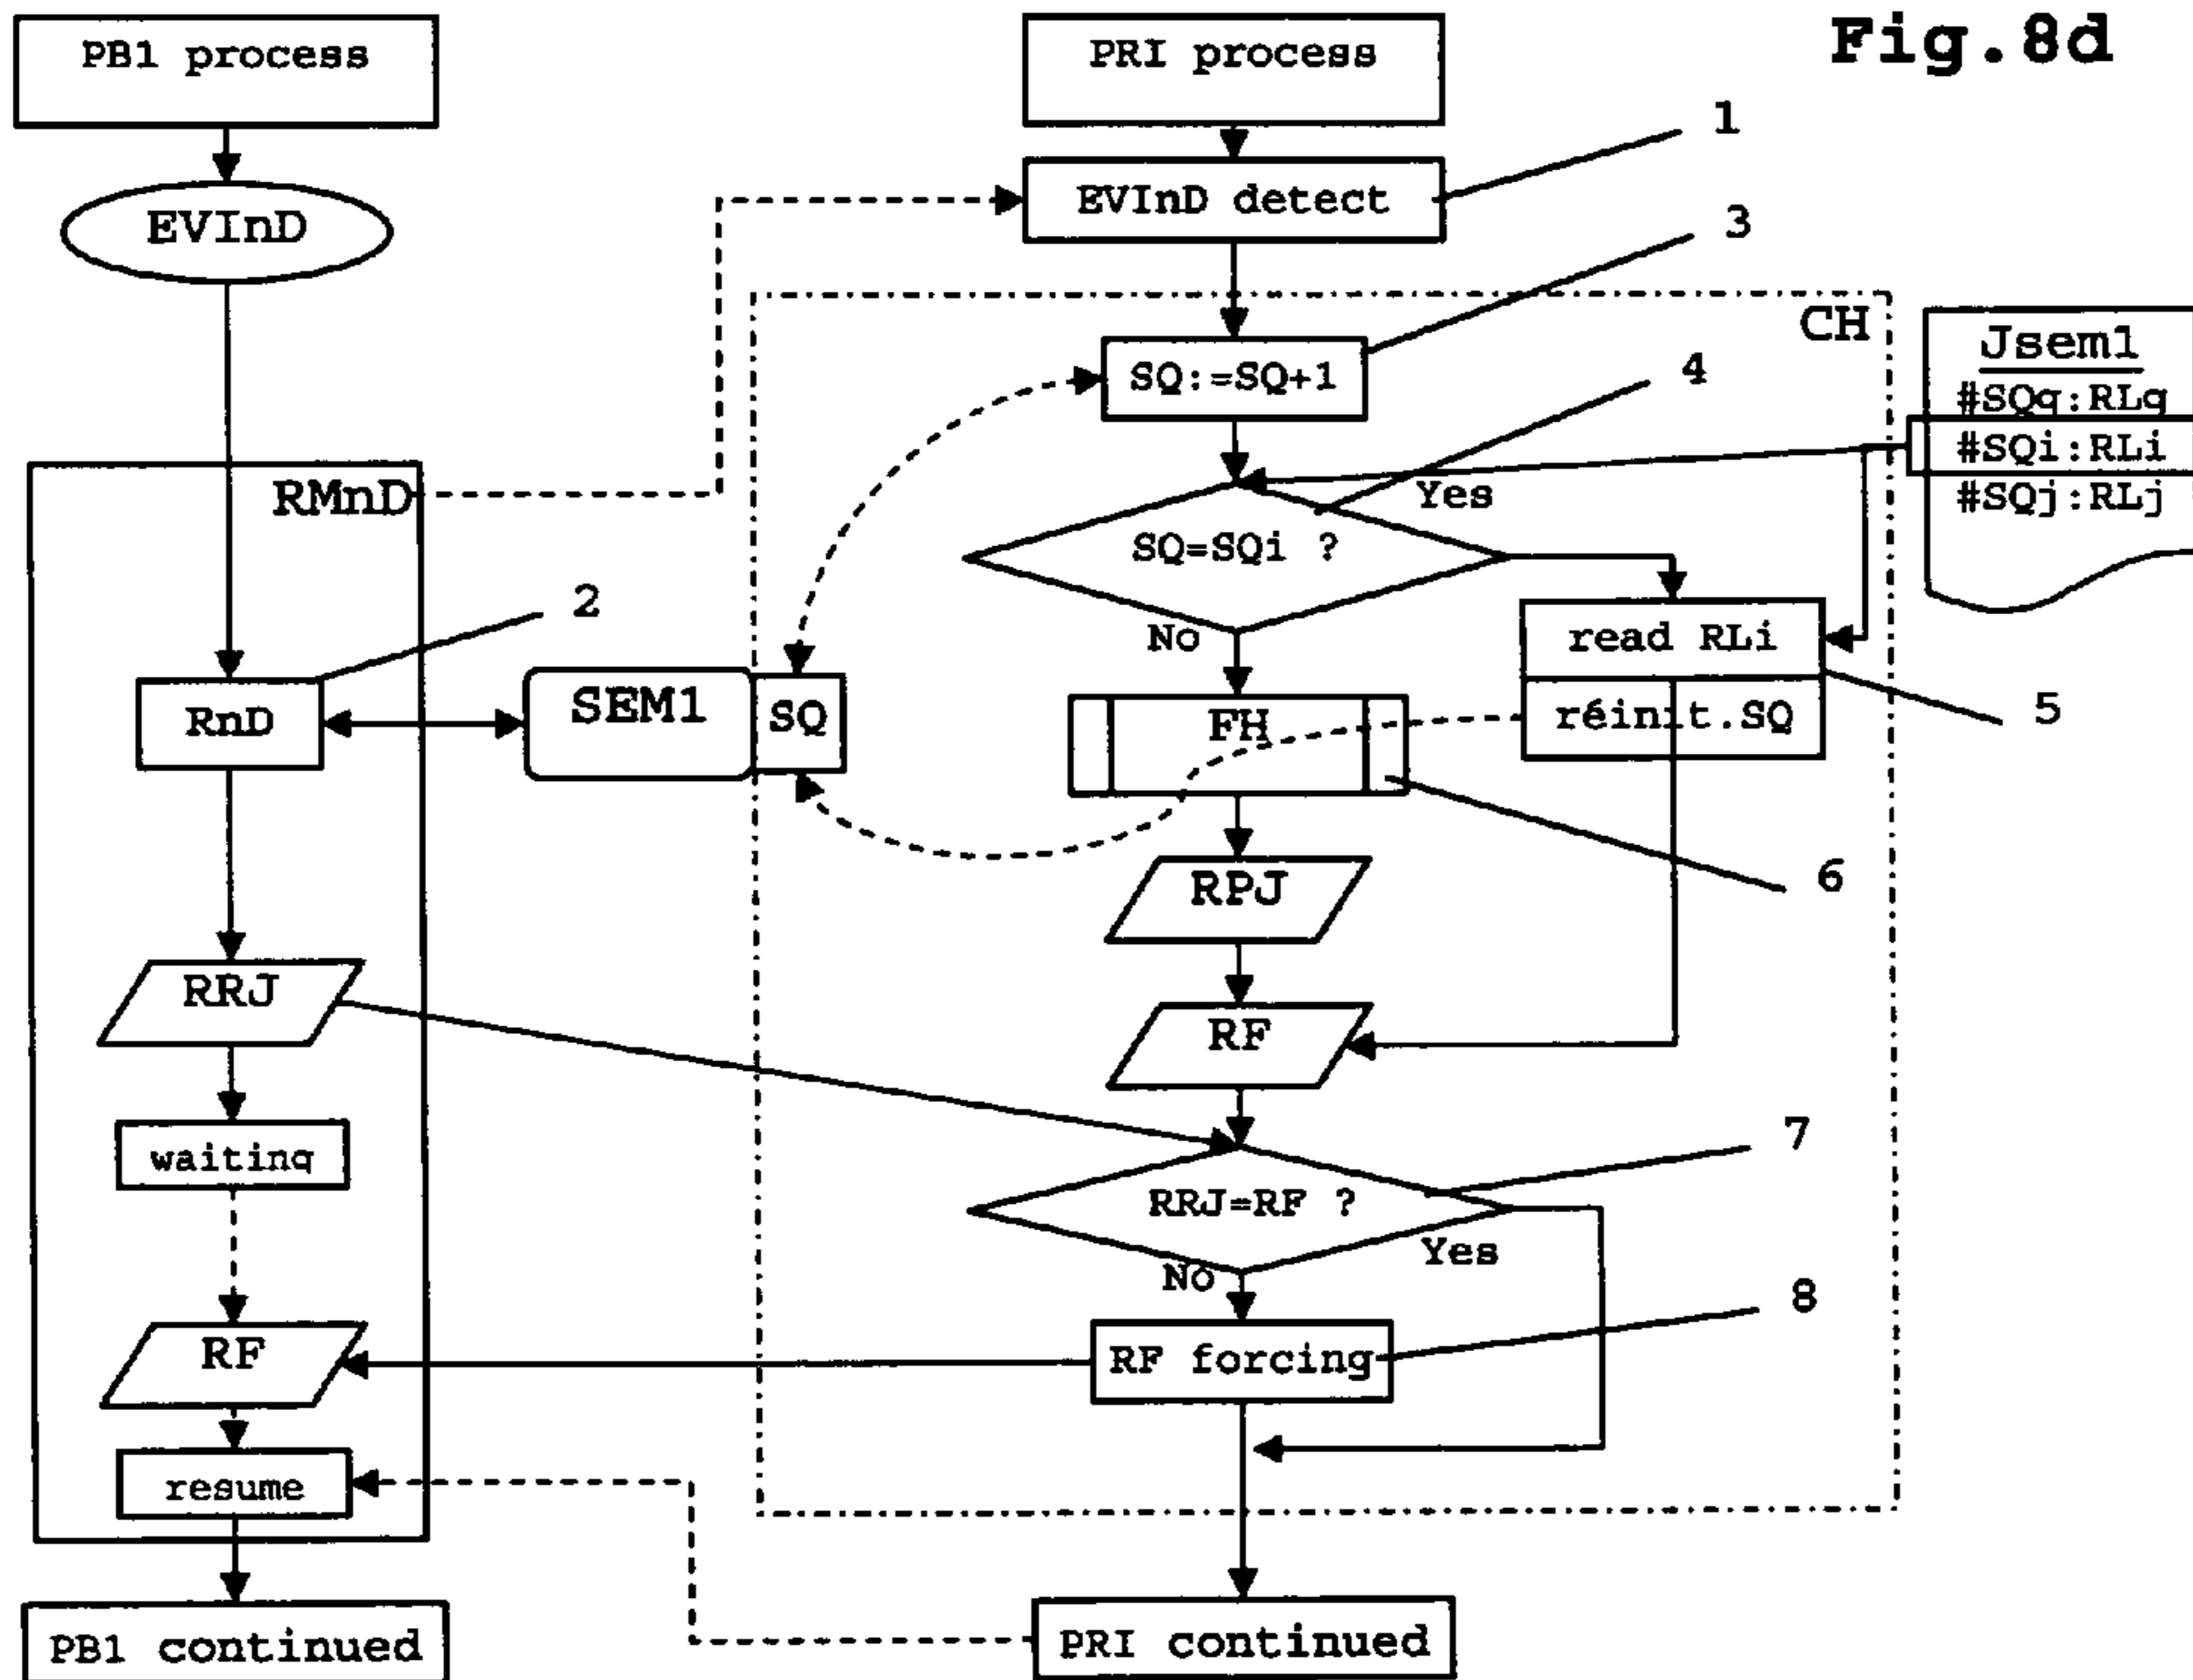 Fig.8d
PB1 process
PRI process
1
EVInD
EVInD detect
3
CH
Jsem1
SQ:=SQ+1
4
#SQq:RLq
#SQi:RLi
#SQj:RLj
RMnD
Yes
SQ=SQi ?
2
No
read RLi
RnD
SEM1
SQ
FH
réinit.SQ
5
RPJ
6
RRJ
RF
7
waiting
RRJ=RF ?
Yes
No
8
RF
RF forcing
resume
PB1 continued
PRI continued